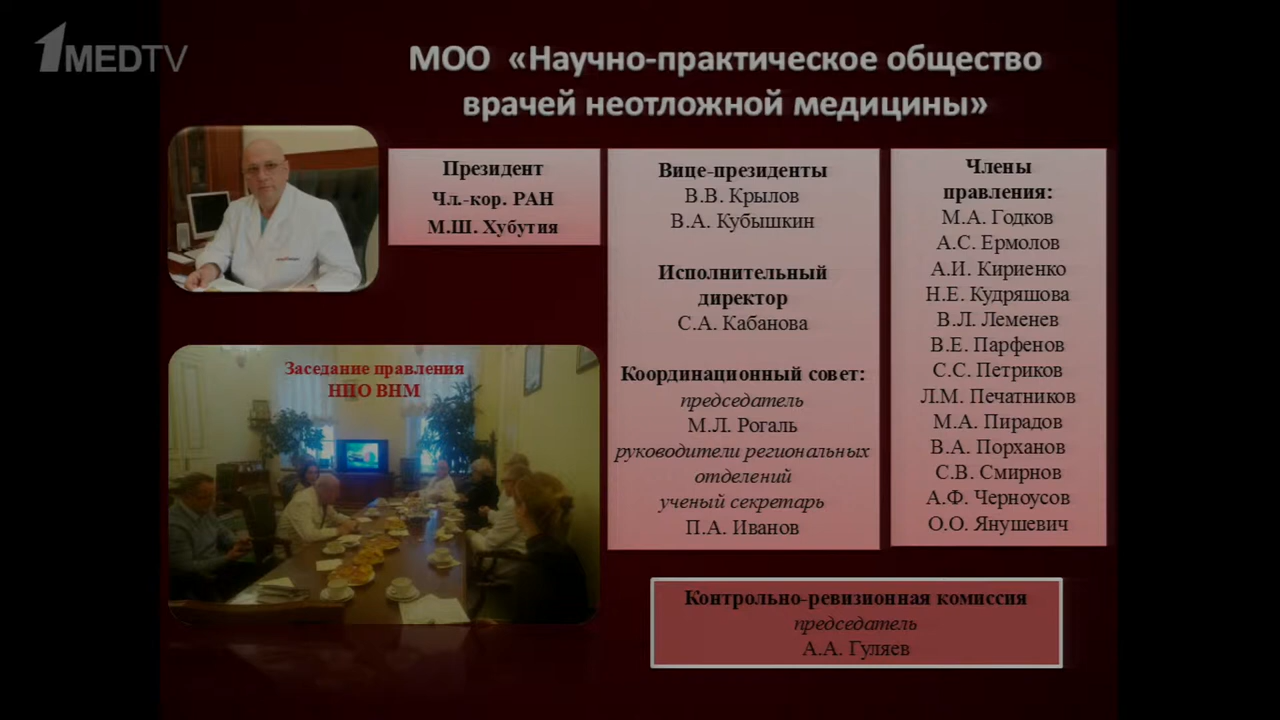 1MEDTV
МОО «Научно-практическое общество
врачей неотложной медицины»
Президент
Чл.-кор. РАН
М.Ш. Хубутия
Заседание правления
НПО ВНМ
Вице-президенты
В.В. Крылов
В.А. Кубышкин
Исполнительный
директор
С.А. Кабанова
Координационный совет:
председатель
М.Л. Рогаль
руководители региональных
отделений
ученый секретарь
П.А. Иванов
Члены
правления:
М.А. Годков
А.С. Ермолов
А.И. Кириенко
Н.Е. Кудряшова
В.Л. Леменев
В.Е. Парфенов
С.С. Петриков
Л.М. Печатников
М.А. Пирадов
В.А. Порханов
С.В. Смирнов
А.Ф. Черноусов
О.О. Янушевич
Контрольно-ревизионная комиссия
председатель
А.А. Гуляев